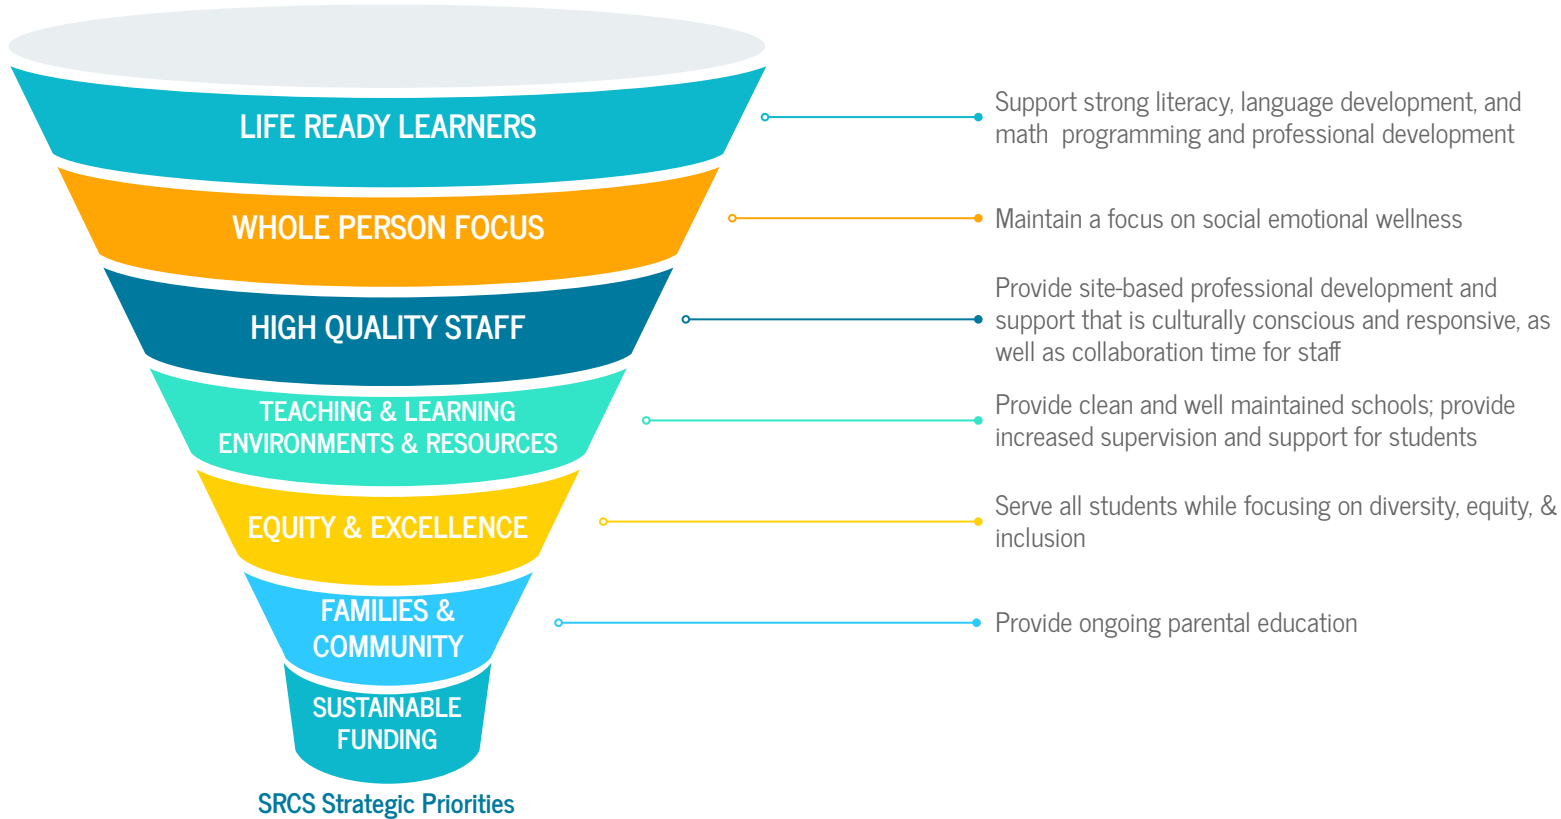 LIFE READY LEARNERS
Support strong literacy, language development, and
math programming and professional development
WHOLE PERSON FOCUS
Maintain a focus on social emotional wellness
HIGH QUALITY STAFF
Provide site-based professional development and
support that is culturally conscious and responsive, as
well as collaboration time for staff
TEACHING & LEARNING
ENVIRONMENTS & RESOURCES
Provide clean and well maintained schools; provide
increased supervision and support for students
EQUITY & EXCELLENCE
Serve all students while focusing on diversity, equity, &
inclusion
FAMILIES &
COMMUNITY
Provide ongoing parental education
SUSTAINABLE
FUNDING
SRCS Strategic Priorities